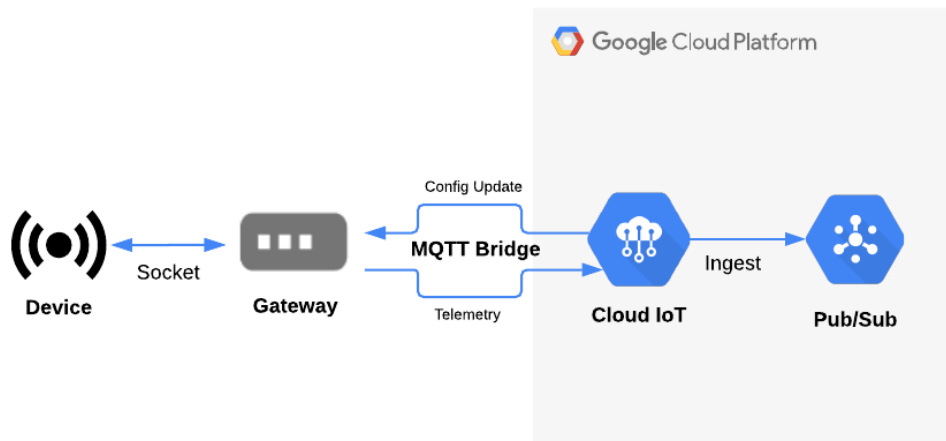 Google Cloud Platform
Config Update
MQTT Bridge
Socket
Ingest
Device
Gateway
Telemetry
Cloud IoT
Pub/Sub